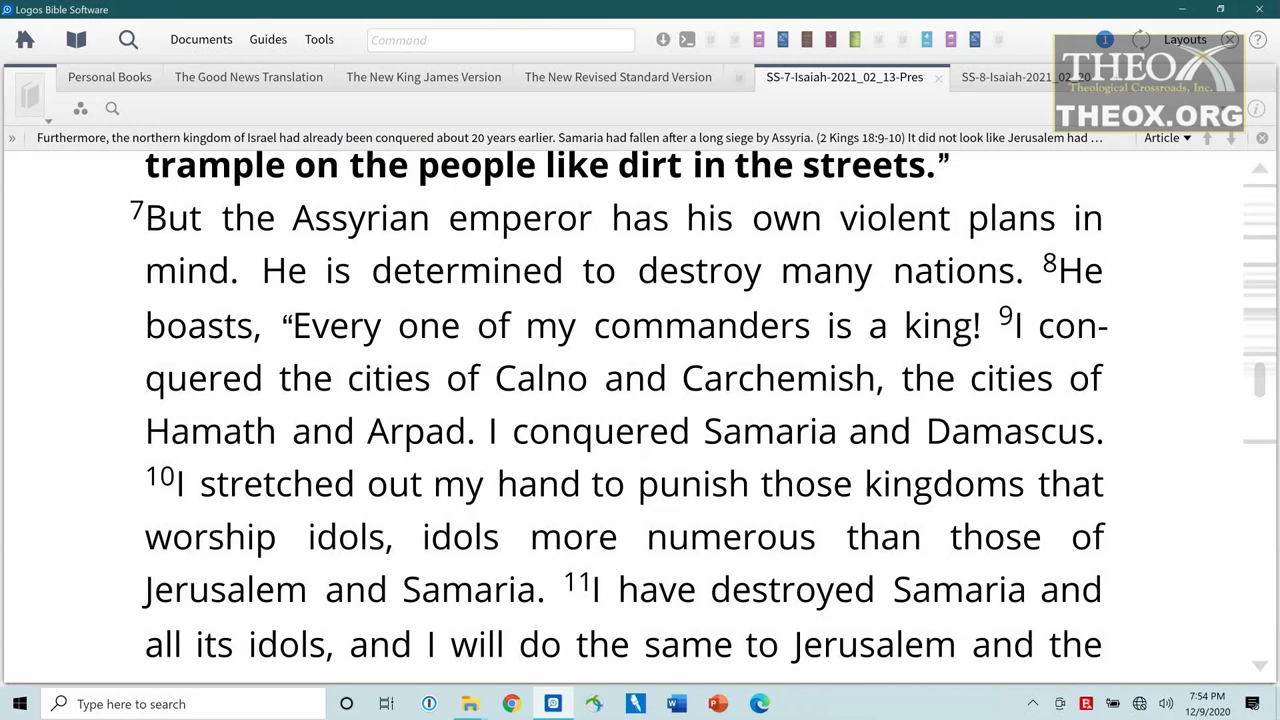 Logos Bible Software
Documents Guides Tools Command 1 Layouts
Personal Books The Good News Translation The New King James Version The New Revised Standard Version SS-7-Isaiah-2021_02_13-Pres SS-8-Isaiah-2021_02_20
THEOX
Theological Crossroads, Inc.
THEOX.ORG
» Furthermore, the northern kingdom of Israel had already been conquered about 20 years earlier. Samaria had fallen after a long siege by Assyria. (2 Kings 18:9-10) It did not look like Jerusalem had … Article
trample on the people like dirt in the streets.”
7But the Assyrian emperor has his own violent plans in
mind. He is determined to destroy many nations. 8He
boasts, “Every one of my commanders is a king! 9I con-
quered the cities of Calno and Carchemish, the cities of
Hamath and Arpad. I conquered Samaria and Damascus.
10I stretched out my hand to punish those kingdoms that
worship idols, idols more numerous than those of
Jerusalem and Samaria. 11I have destroyed Samaria and
all its idols, and I will do the same to Jerusalem and the
Type here to search
7:54 PM
12/9/2020